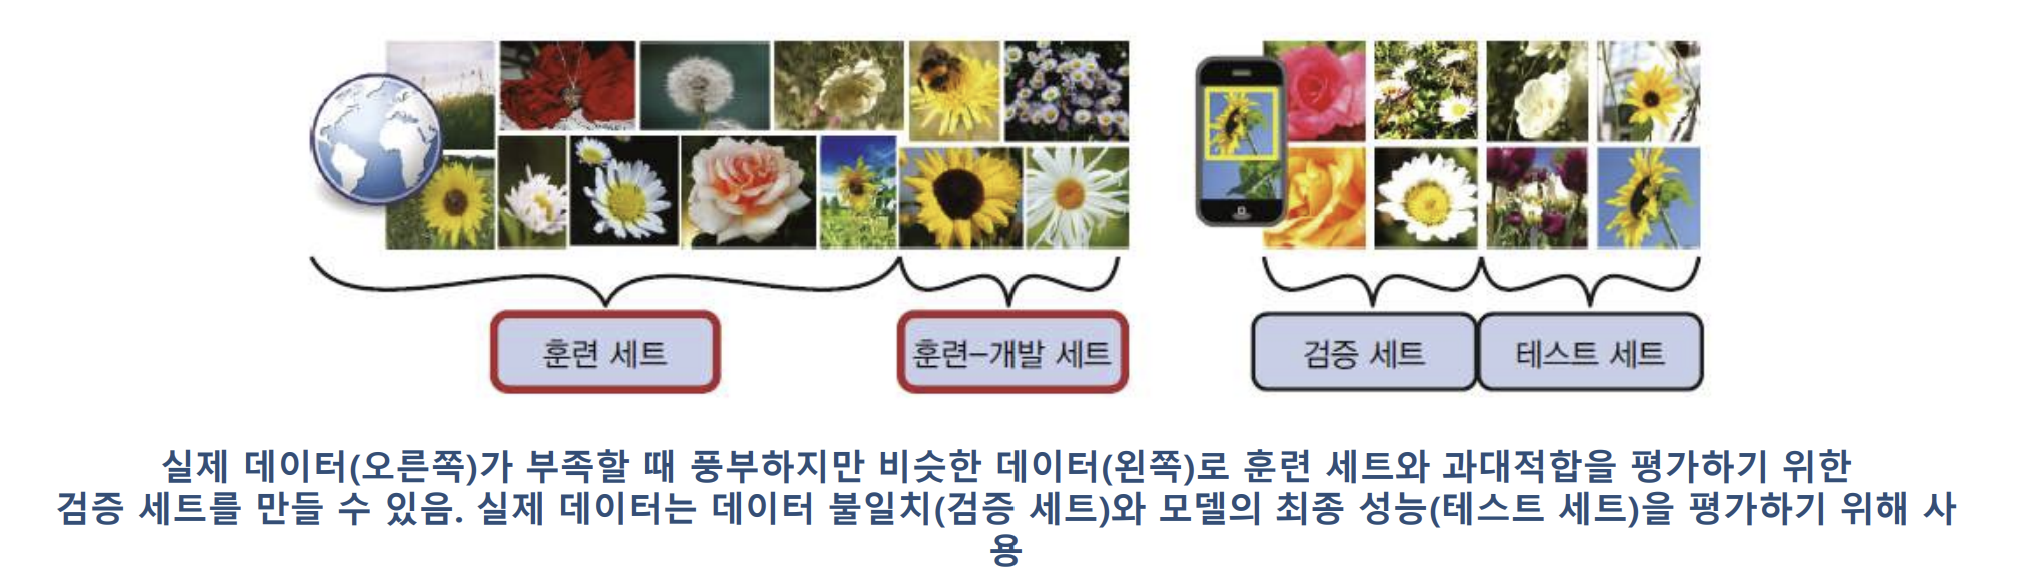 훈련 세트
훈련-개발 세트
검증 세트
테스트 세트
실제 데이터(오른쪽)가 부족할 때 풍부하지만 비슷한 데이터(왼쪽)로 훈련 세트와 과대적합을 평가하기 위한
검증 세트를 만들 수 있음. 실제 데이터는 데이터 불일치(검증 세트)와 모델의 최종 성능(테스트 세트)을 평가하기 위해 사
용